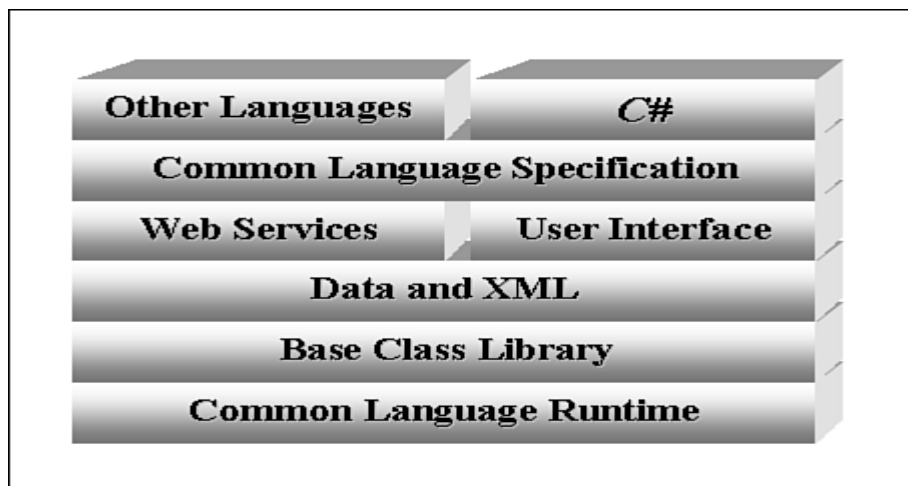 Other Languages
C#
Common Language Specification
Web Services
User Interface
Data and XML
Base Class Library
Common Language Runtime